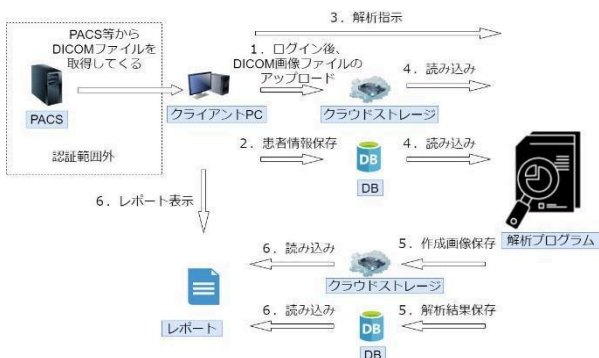 3．解析指示
PACS等から
DICOMファイルを
取得してくる
1．ログイン後、
DICOM画像ファイルの
アップロード
4．読み込み
PACS
クライアントPC
クラウドストレージ
認証範囲外
2．患者情報保存
DB
4．読み込み
DB
6．レポート表示
解析プログラム
6．読み込み
5．作成画像保存
クラウドストレージ
6．読み込み
DB
5．解析結果保存
レポート
DB